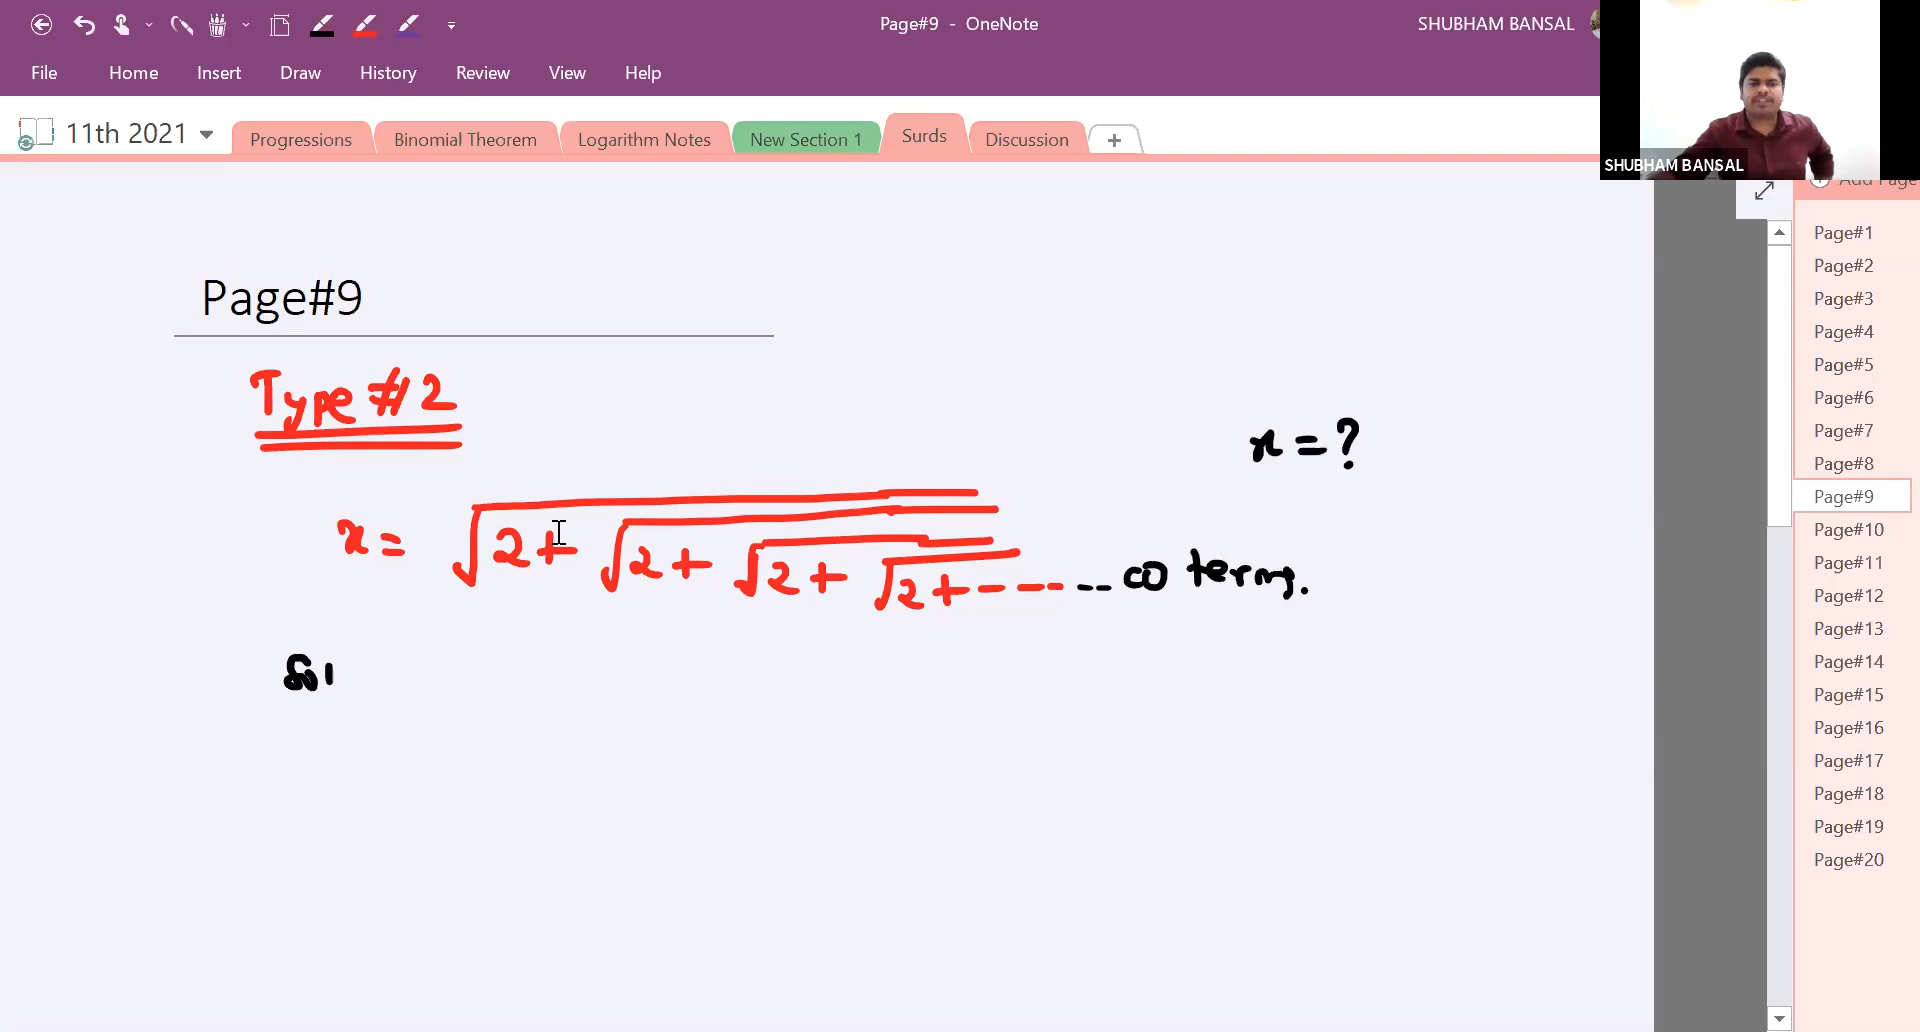 Page#9 - OneNote
SHUBHAM BANSAL
File Home Insert Draw History Review View Help
SHUBHAM BANSAL
11th 2021
Progressions Binomial Theorem Logarithm Notes New Section 1 Surds Discussion +
Add Page
Page#9
Type #2
x = ?
x = √2+ √2+ √2+ √2+ - - - - - ∞ terms.
Page#1
Page#2
Page#3
Page#4
Page#5
Page#6
Page#7
Page#8
Page#9
Page#10
Page#11
Page#12
Page#13
Page#14
Page#15
Page#16
Page#17
Page#18
Page#19
Page#20